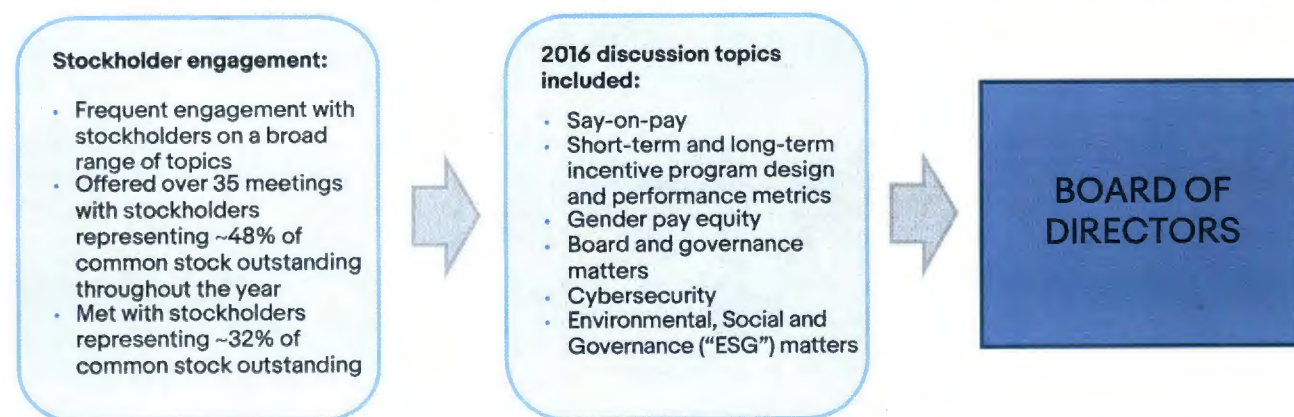 Stockholder engagement:
• Frequent engagement with
stockholders on a broad
range of topics
• Offered over 35 meetings
with stockholders
representing ~48% of
common stock outstanding
throughout the year
• Met with stockholders
representing ~32% of
common stock outstanding
2016 discussion topics
included:
• Say-on-pay
• Short-term and long-term
incentive program design
and performance metrics
• Gender pay equity
• Board and governance
matters
• Cybersecurity
• Environmental, Social and
Governance (“ESG”) matters
BOARD OF
DIRECTORS